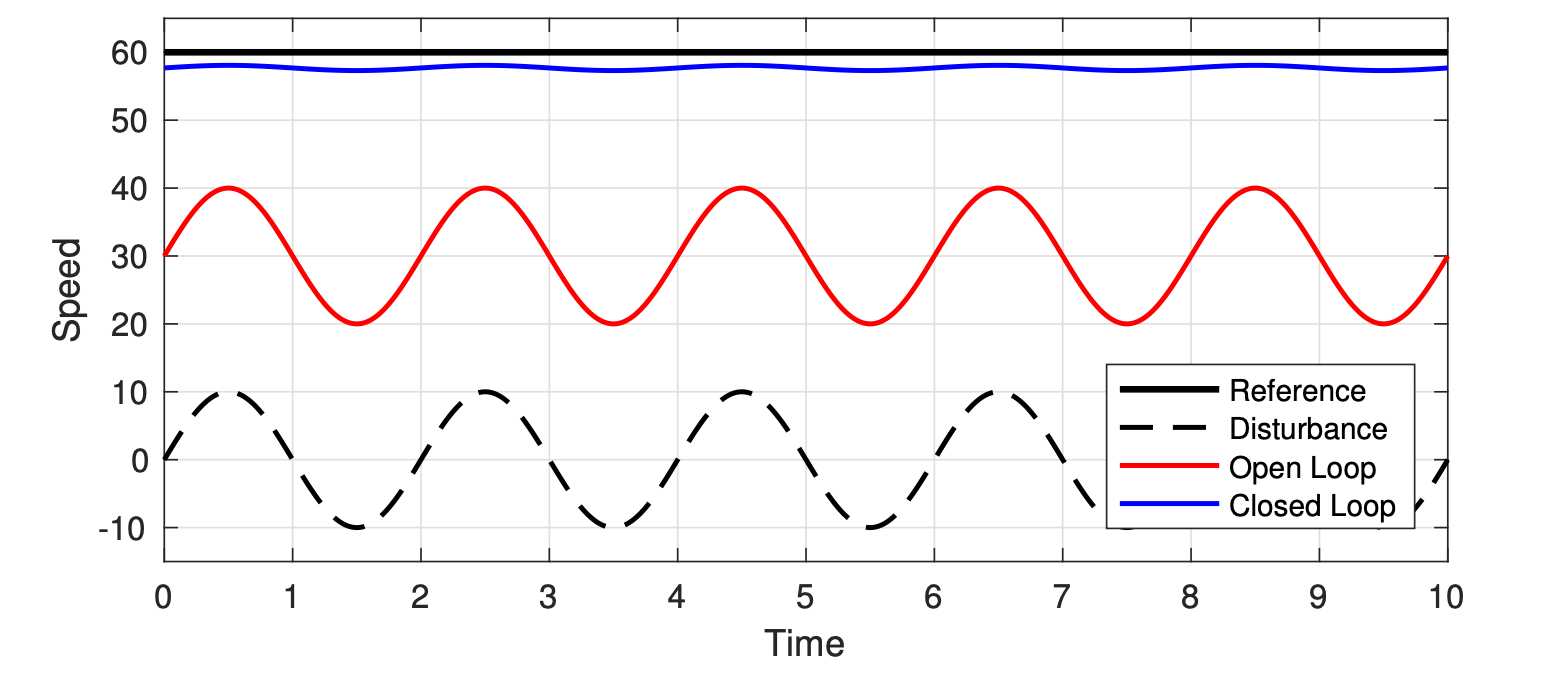 60
50
40
30
20
10
0
-10
Speed
Reference
Disturbance
Open Loop
Closed Loop
0 1 2 3 4 5 6 7 8 9 10
Time